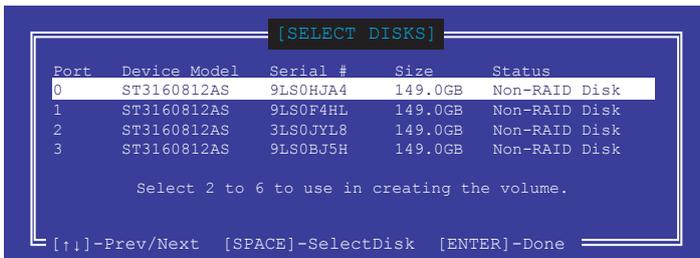 [SELECT DISKS]
Port Device Model Serial # Size Status
0 ST3160812AS 9LS0HJA4 149.0GB Non-RAID Disk
1 ST3160812AS 9LS0F4HL 149.0GB Non-RAID Disk
2 ST3160812AS 3LS0JYL8 149.0GB Non-RAID Disk
3 ST3160812AS 9LS0BJ5H 149.0GB Non-RAID Disk
Select 2 to 6 to use in creating the volume.
[↑↓]-Prev/Next [SPACE]-SelectDisk [ENTER]-Done